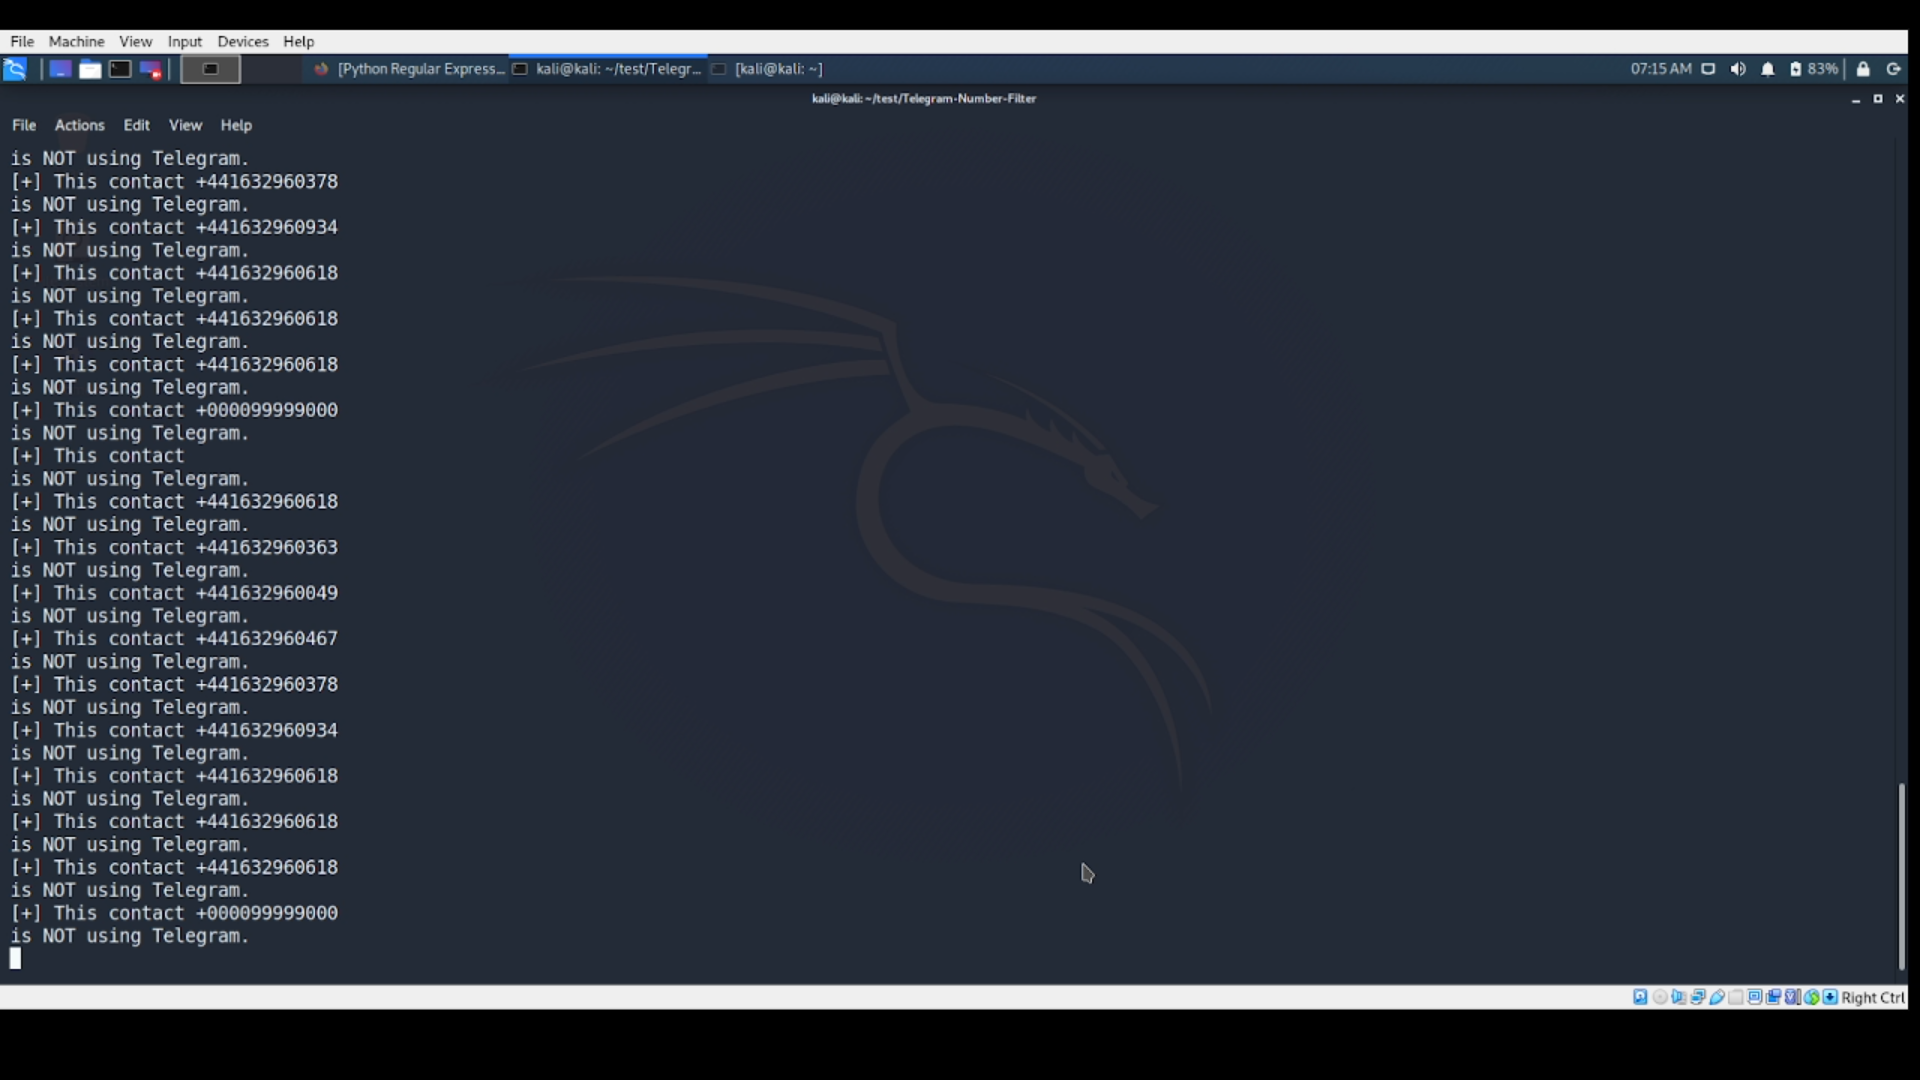 File Machine View Input Devices Help
[Python Regular Express... kali@kali: ~/test/Telegr... [kali@kali: ~] 07:15 AM 83%
kali@kali: ~/test/Telegram-Number-Filter
File Actions Edit View Help
is NOT using Telegram.
[+] This contact +441632960378
is NOT using Telegram.
[+] This contact +441632960934
is NOT using Telegram.
[+] This contact +441632960618
is NOT using Telegram.
[+] This contact +441632960618
is NOT using Telegram.
[+] This contact +441632960618
is NOT using Telegram.
[+] This contact +000099999000
is NOT using Telegram.
[+] This contact
is NOT using Telegram.
[+] This contact +441632960618
is NOT using Telegram.
[+] This contact +441632960363
is NOT using Telegram.
[+] This contact +441632960049
is NOT using Telegram.
[+] This contact +441632960467
is NOT using Telegram.
[+] This contact +441632960378
is NOT using Telegram.
[+] This contact +441632960934
is NOT using Telegram.
[+] This contact +441632960618
is NOT using Telegram.
[+] This contact +441632960618
is NOT using Telegram.
[+] This contact +441632960618
is NOT using Telegram.
[+] This contact +000099999000
is NOT using Telegram.
Right Ctrl